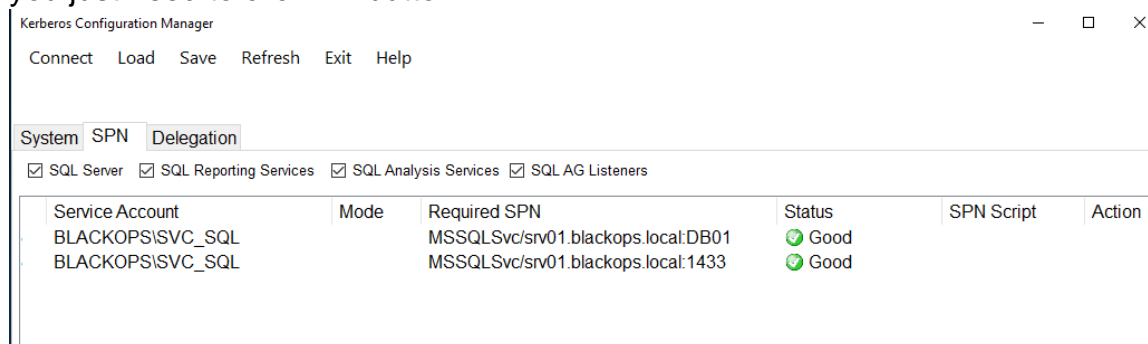 Kerberos Configuration Manager
Connect Load Save Refresh Exit Help
System SPN Delegation
SQL Server SQL Reporting Services SQL Analysis Services SQL AG Listeners
Service Account Mode Required SPN Status SPN Script Action
BLACKOPS\SVC_SQL MSSQLSvc/srv01.blackops.local:DB01 Good
BLACKOPS\SVC_SQL MSSQLSvc/srv01.blackops.local:1433 Good